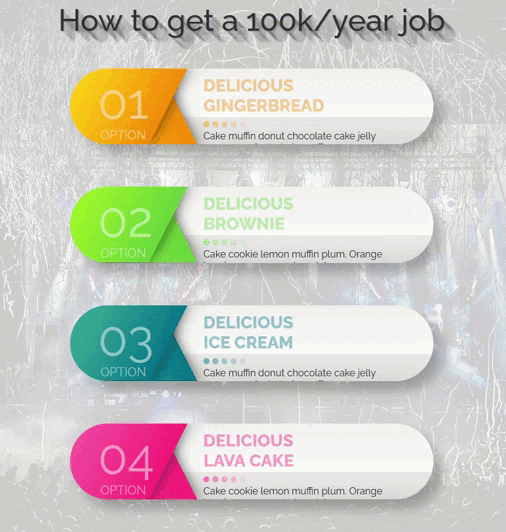 How to get a 100k/year job
01
OPTION
DELICIOUS
GINGERBREAD
Cake muffin donut chocolate cake jelly
02
OPTION
DELICIOUS
BROWNIE
Cake cookie lemon muffin plum. Orange
03
OPTION
DELICIOUS
ICE CREAM
Cake muffin donut chocolate cake jelly
04
OPTION
DELICIOUS
LAVA CAKE
Cake cookie lemon muffin plum. Orange